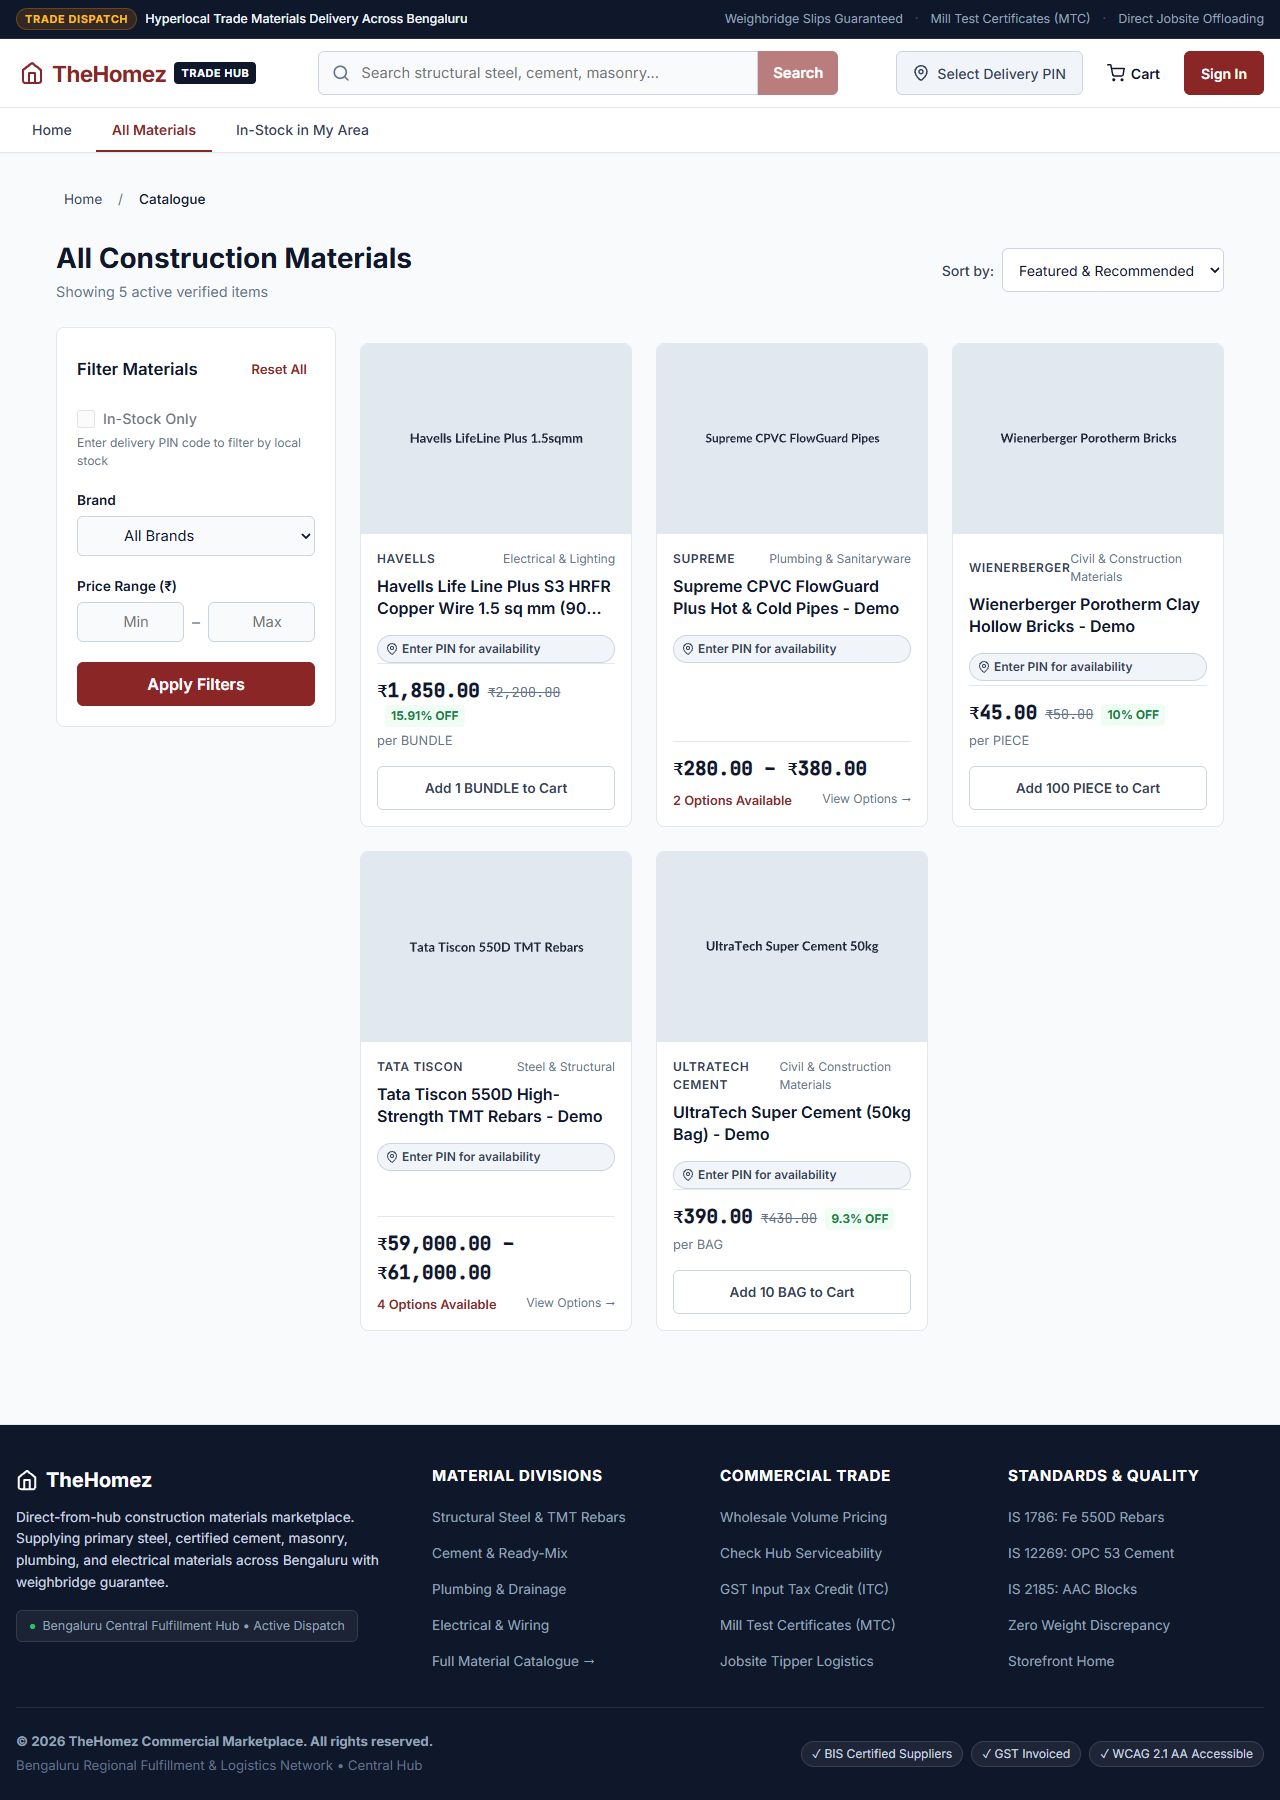 TRADE DISPATCH Hyperlocal Trade Materials Delivery Across Bengaluru
Weighbridge Slips Guaranteed · Mill Test Certificates (MTC) · Direct Jobsite Offloading
TheHomez TRADE HUB
Search structural steel, cement, masonry...
Search
Select Delivery PIN
Cart
Sign In
Home
All Materials
In-Stock in My Area
Home / Catalogue
All Construction Materials
Showing 5 active verified items
Sort by:
Featured & Recommended
Filter Materials
Reset All
In-Stock Only
Enter delivery PIN code to filter by local
stock
Brand
All Brands
Price Range (₹)
Min – Max
Apply Filters
Havells LifeLine Plus 1.5sqmm
HAVELLS
Electrical & Lighting
Havells Life Line Plus S3 HRFR
Copper Wire 1.5 sq mm (90...
Enter PIN for availability
₹1,850.00 ₹2,200.00
15.91% OFF
per BUNDLE
Add 1 BUNDLE to Cart
Supreme CPVC FlowGuard Pipes
SUPREME
Plumbing & Sanitaryware
Supreme CPVC FlowGuard
Plus Hot & Cold Pipes - Demo
Enter PIN for availability
₹280.00 – ₹380.00
2 Options Available
View Options →
Wienerberger Porotherm Bricks
WIENERBERGER
Civil & Construction
Materials
Wienerberger Porotherm Clay
Hollow Bricks - Demo
Enter PIN for availability
₹45.00 ₹50.00 10% OFF
per PIECE
Add 100 PIECE to Cart
Tata Tiscon 550D TMT Rebars
TATA TISCON
Steel & Structural
Tata Tiscon 550D High-
Strength TMT Rebars - Demo
Enter PIN for availability
₹59,000.00 –
₹61,000.00
4 Options Available
View Options →
UltraTech Super Cement 50kg
ULTRATECH
CEMENT
Civil & Construction
Materials
UltraTech Super Cement (50kg
Bag) - Demo
Enter PIN for availability
₹390.00 ₹430.00 9.3% OFF
per BAG
Add 10 BAG to Cart
TheHomez
Direct-from-hub construction materials marketplace.
Supplying primary steel, certified cement, masonry,
plumbing, and electrical materials across Bengaluru with
weighbridge guarantee.
● Bengaluru Central Fulfillment Hub • Active Dispatch
MATERIAL DIVISIONS
Structural Steel & TMT Rebars
Cement & Ready-Mix
Plumbing & Drainage
Electrical & Wiring
Full Material Catalogue →
COMMERCIAL TRADE
Wholesale Volume Pricing
Check Hub Serviceability
GST Input Tax Credit (ITC)
Mill Test Certificates (MTC)
Jobsite Tipper Logistics
STANDARDS & QUALITY
IS 1786: Fe 550D Rebars
IS 12269: OPC 53 Cement
IS 2185: AAC Blocks
Zero Weight Discrepancy
Storefront Home
© 2026 TheHomez Commercial Marketplace. All rights reserved.
Bengaluru Regional Fulfillment & Logistics Network • Central Hub
✓ BIS Certified Suppliers
✓ GST Invoiced
✓ WCAG 2.1 AA Accessible